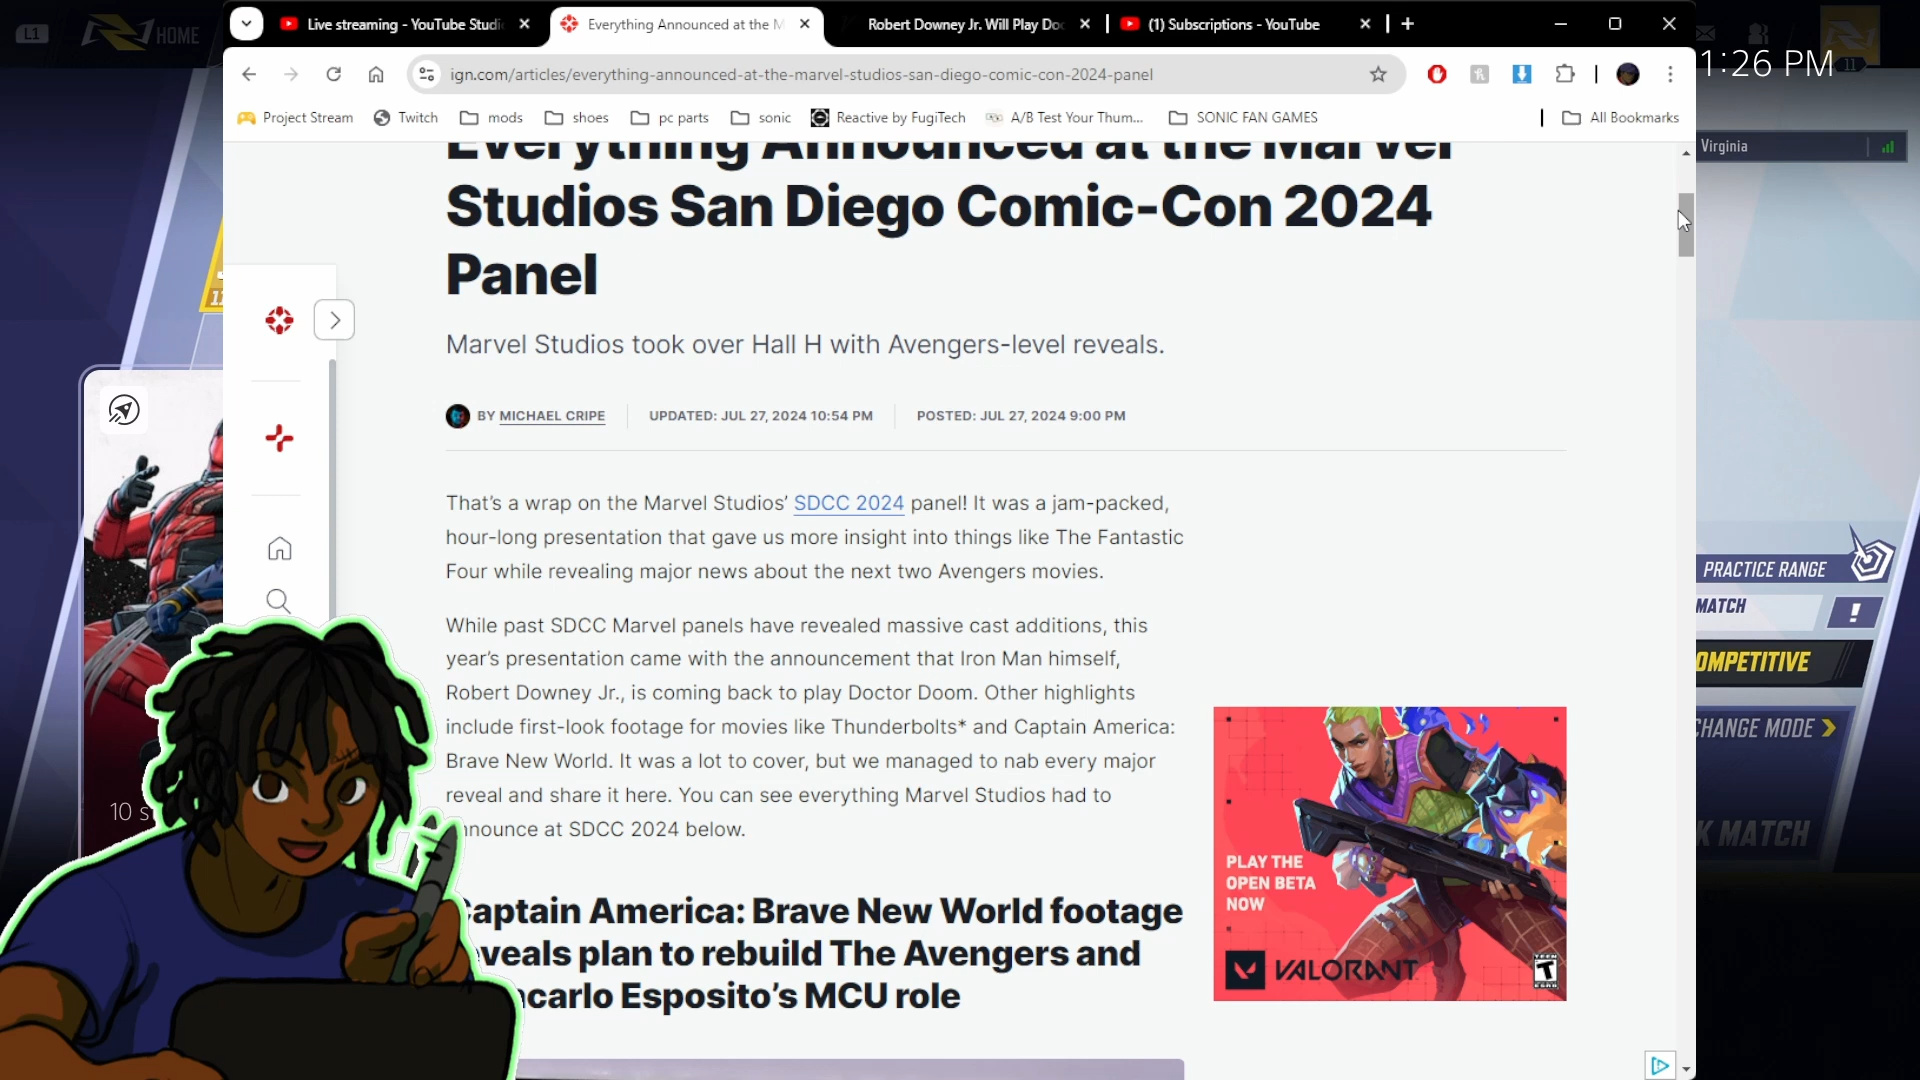 L1
HOME
Live streaming - YouTube Studi
Everything Announced at the M
Robert Downey Jr. Will Play Do
(1) Subscriptions - YouTube
ign.com/articles/everything-announced-at-the-marvel-studios-san-diego-comic-con-2024-panel
1:26 PM
11
Project Stream
Twitch
mods
shoes
pc parts
sonic
Reactive by FugiTech
A/B Test Your Thum...
SONIC FAN GAMES
All Bookmarks
Virginia
Everything Announced at the Marvel
Studios San Diego Comic-Con 2024
Panel
Marvel Studios took over Hall H with Avengers-level reveals.
BY MICHAEL CRIPE
UPDATED: JUL 27, 2024 10:54 PM
POSTED: JUL 27, 2024 9:00 PM
That's a wrap on the Marvel Studios' SDCC 2024 panel! It was a jam-packed,
hour-long presentation that gave us more insight into things like The Fantastic
Four while revealing major news about the next two Avengers movies.
While past SDCC Marvel panels have revealed massive cast additions, this
year's presentation came with the announcement that Iron Man himself,
Robert Downey Jr., is coming back to play Doctor Doom. Other highlights
include first-look footage for movies like Thunderbolts* and Captain America:
Brave New World. It was a lot to cover, but we managed to nab every major
reveal and share it here. You can see everything Marvel Studios had to
nnounce at SDCC 2024 below.
aptain America: Brave New World footage
veals plan to rebuild The Avengers and
ncarlo Esposito's MCU role
PLAY THE
OPEN BETA
NOW
VALORANT
TEEN
T
ESRB
PRACTICE RANGE
MATCH
!
OMPETITIVE
CHANGE MODE
K MATCH
10 s